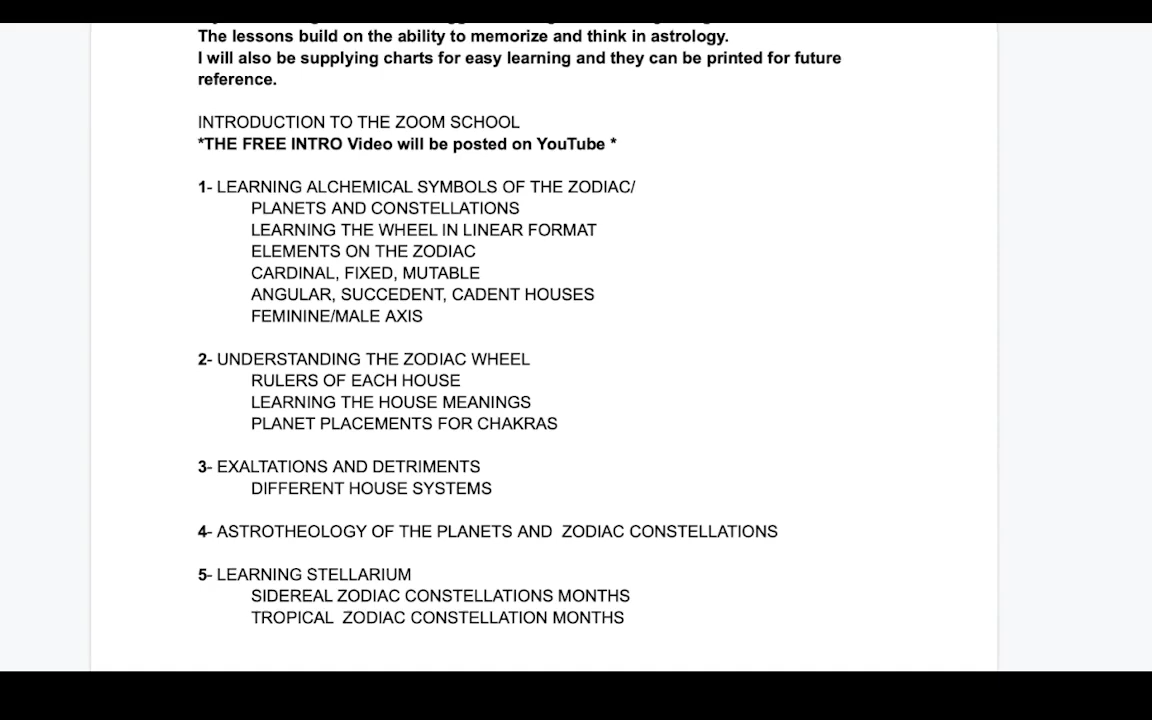 The lessons build on the ability to memorize and think in astrology.
I will also be supplying charts for easy learning and they can be printed for future
reference.
INTRODUCTION TO THE ZOOM SCHOOL
*THE FREE INTRO Video will be posted on YouTube *
1- LEARNING ALCHEMICAL SYMBOLS OF THE ZODIAC/
PLANETS AND CONSTELLATIONS
LEARNING THE WHEEL IN LINEAR FORMAT
ELEMENTS ON THE ZODIAC
CARDINAL, FIXED, MUTABLE
ANGULAR, SUCCEDENT, CADENT HOUSES
FEMININE/MALE AXIS
2- UNDERSTANDING THE ZODIAC WHEEL
RULERS OF EACH HOUSE
LEARNING THE HOUSE MEANINGS
PLANET PLACEMENTS FOR CHAKRAS
3- EXALTATIONS AND DETRIMENTS
DIFFERENT HOUSE SYSTEMS
4- ASTROTHEOLOGY OF THE PLANETS AND  ZODIAC CONSTELLATIONS
5- LEARNING STELLARIUM
SIDEREAL ZODIAC CONSTELLATIONS MONTHS
TROPICAL  ZODIAC CONSTELLATION MONTHS